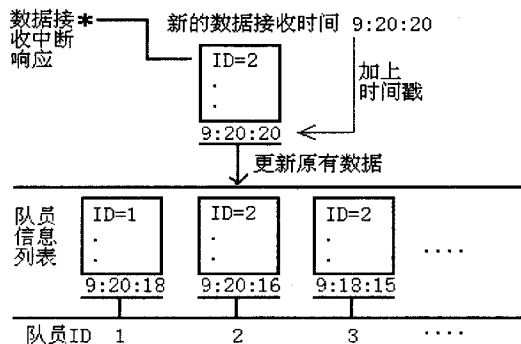 数据接*
收中断
响应
新的数据接收时间 9:20:20
ID=2
.
.
加上
时间戳
9:20:20
更新原有数据
队员
信息
列表
ID=1
.
.
9:20:18
ID=2
.
.
9:20:16
ID=2
.
.
9:18:15
....
队员ID 1 2 3 ....